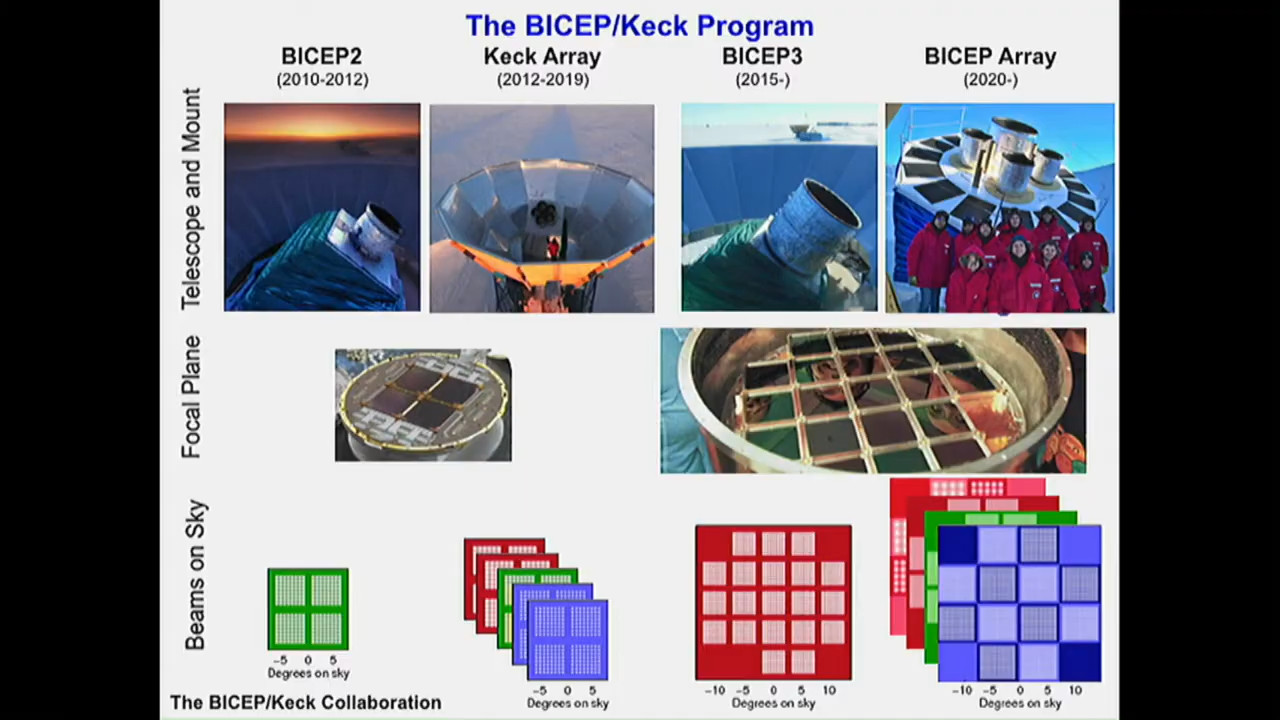 The BICEP/Keck Program
BICEP2
(2010-2012)
Keck Array
(2012-2019)
BICEP3
(2015-)
BICEP Array
(2020-)
Telescope and Mount
Focal Plane
Beams on Sky
−5 0 5
Degrees on sky
−5 0 5
Degrees on sky
−10 −5 0 5 10
Degrees on sky
−10 −5 0 5 10
Degrees on sky
The BICEP/Keck Collaboration